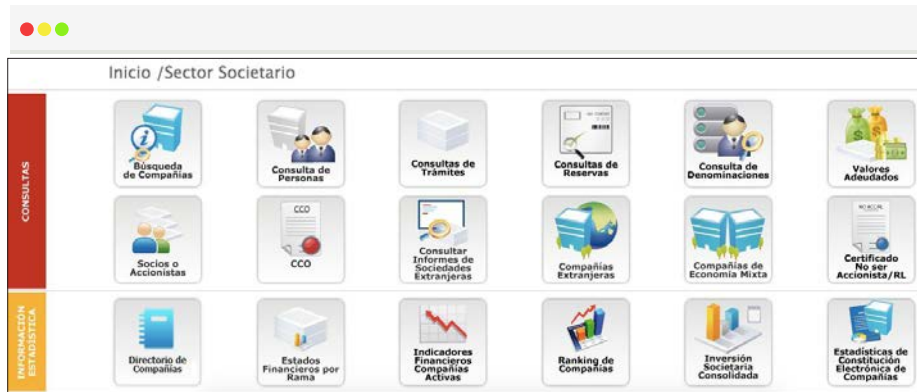 Inicio /Sector Societario
CONSULTAS
Búsqueda
de Compañías
Consulta de
Personas
Consultas de
Trámites
Consultas de
Reservas
Consulta de
Denominaciones
Valores
Adeudados
Socios o
Accionistas
CCO
CCO
Consultar
Informes de
Sociedades
Extranjeras
Compañías
Extranjeras
Compañías de
Economía Mixta
Certificado
No ser
Accionista/RL
INFORMACIÓN
ESTADÍSTICA
Directorio de
Compañías
Estados
Financieros por
Rama
Indicadores
Financieros
Compañías
Activas
Ranking de
Compañías
Inversión
Societaria
Consolidada
Estadísticas de
Constitución
Electrónica de
Compañías